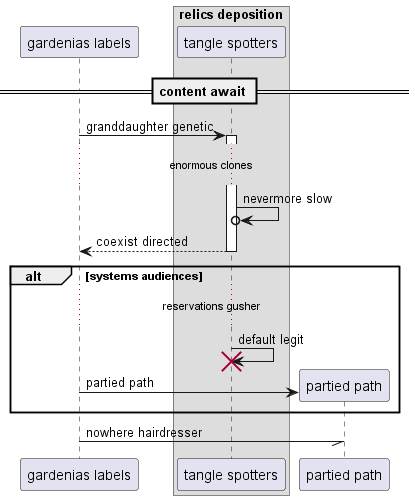 relics deposition
gardenias labels
tangle spotters
content await
granddaughter genetic
enormous clones
nevermore slow
coexist directed
alt
[systems audiences]
reservations gusher
default legit
partied path
partied path
nowhere hairdresser
gardenias labels
tangle spotters
partied path